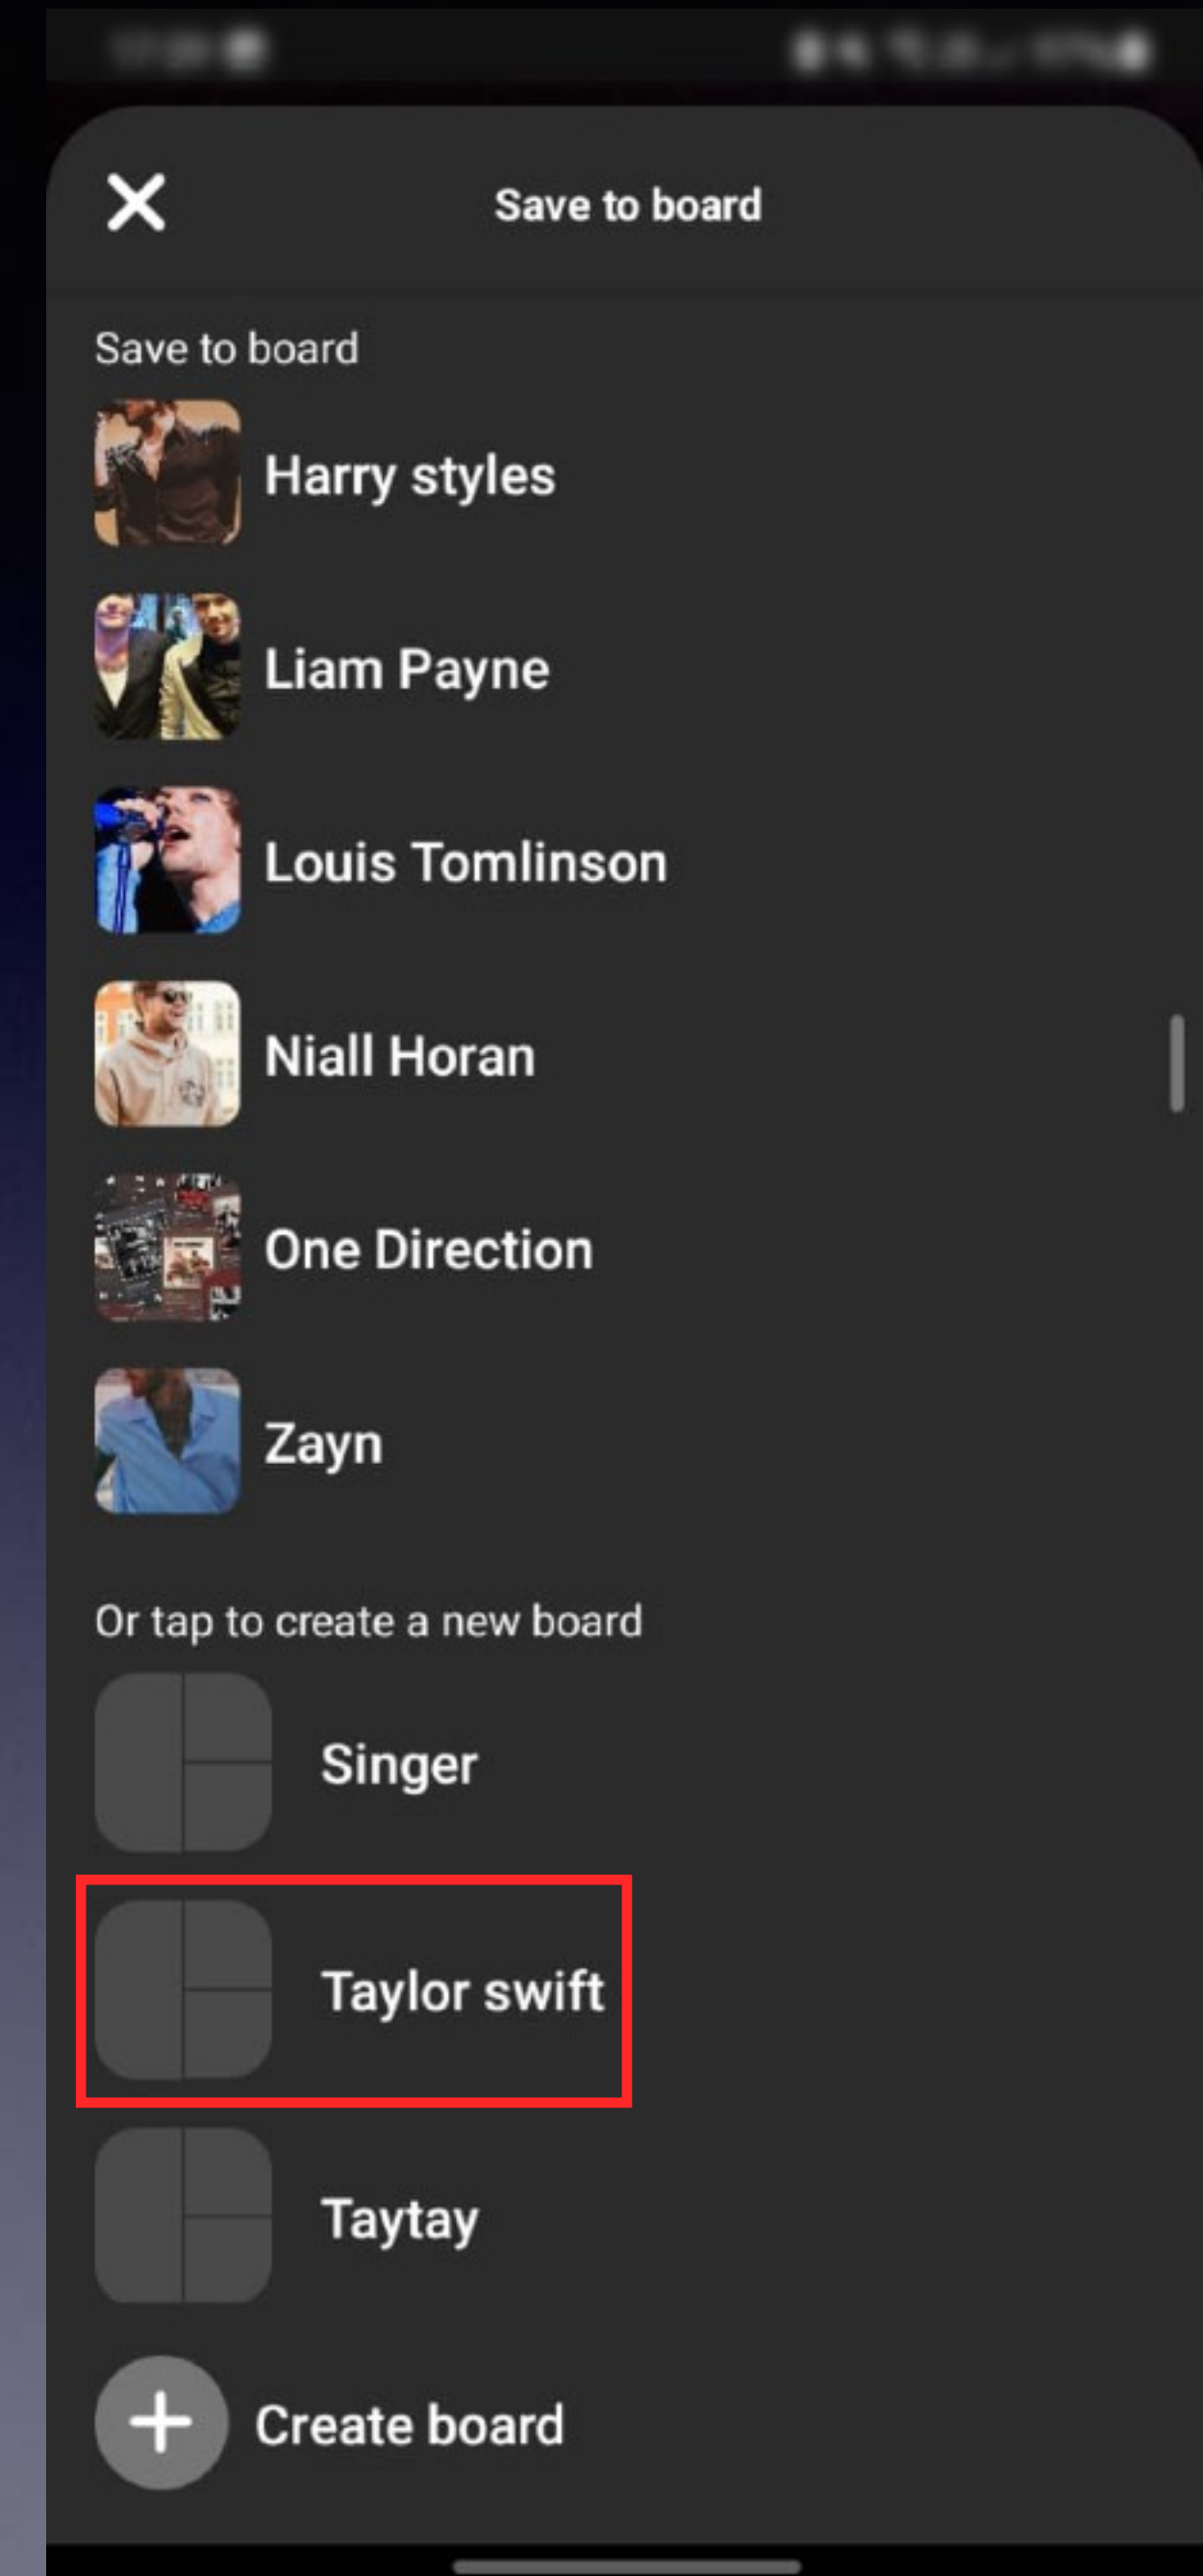 Save to board
Save to board
Harry styles
Liam Payne
Louis Tomlinson
Niall Horan
One Direction
Zayn
Or tap to create a new board
Singer
Taylor swift
Taytay
Create board